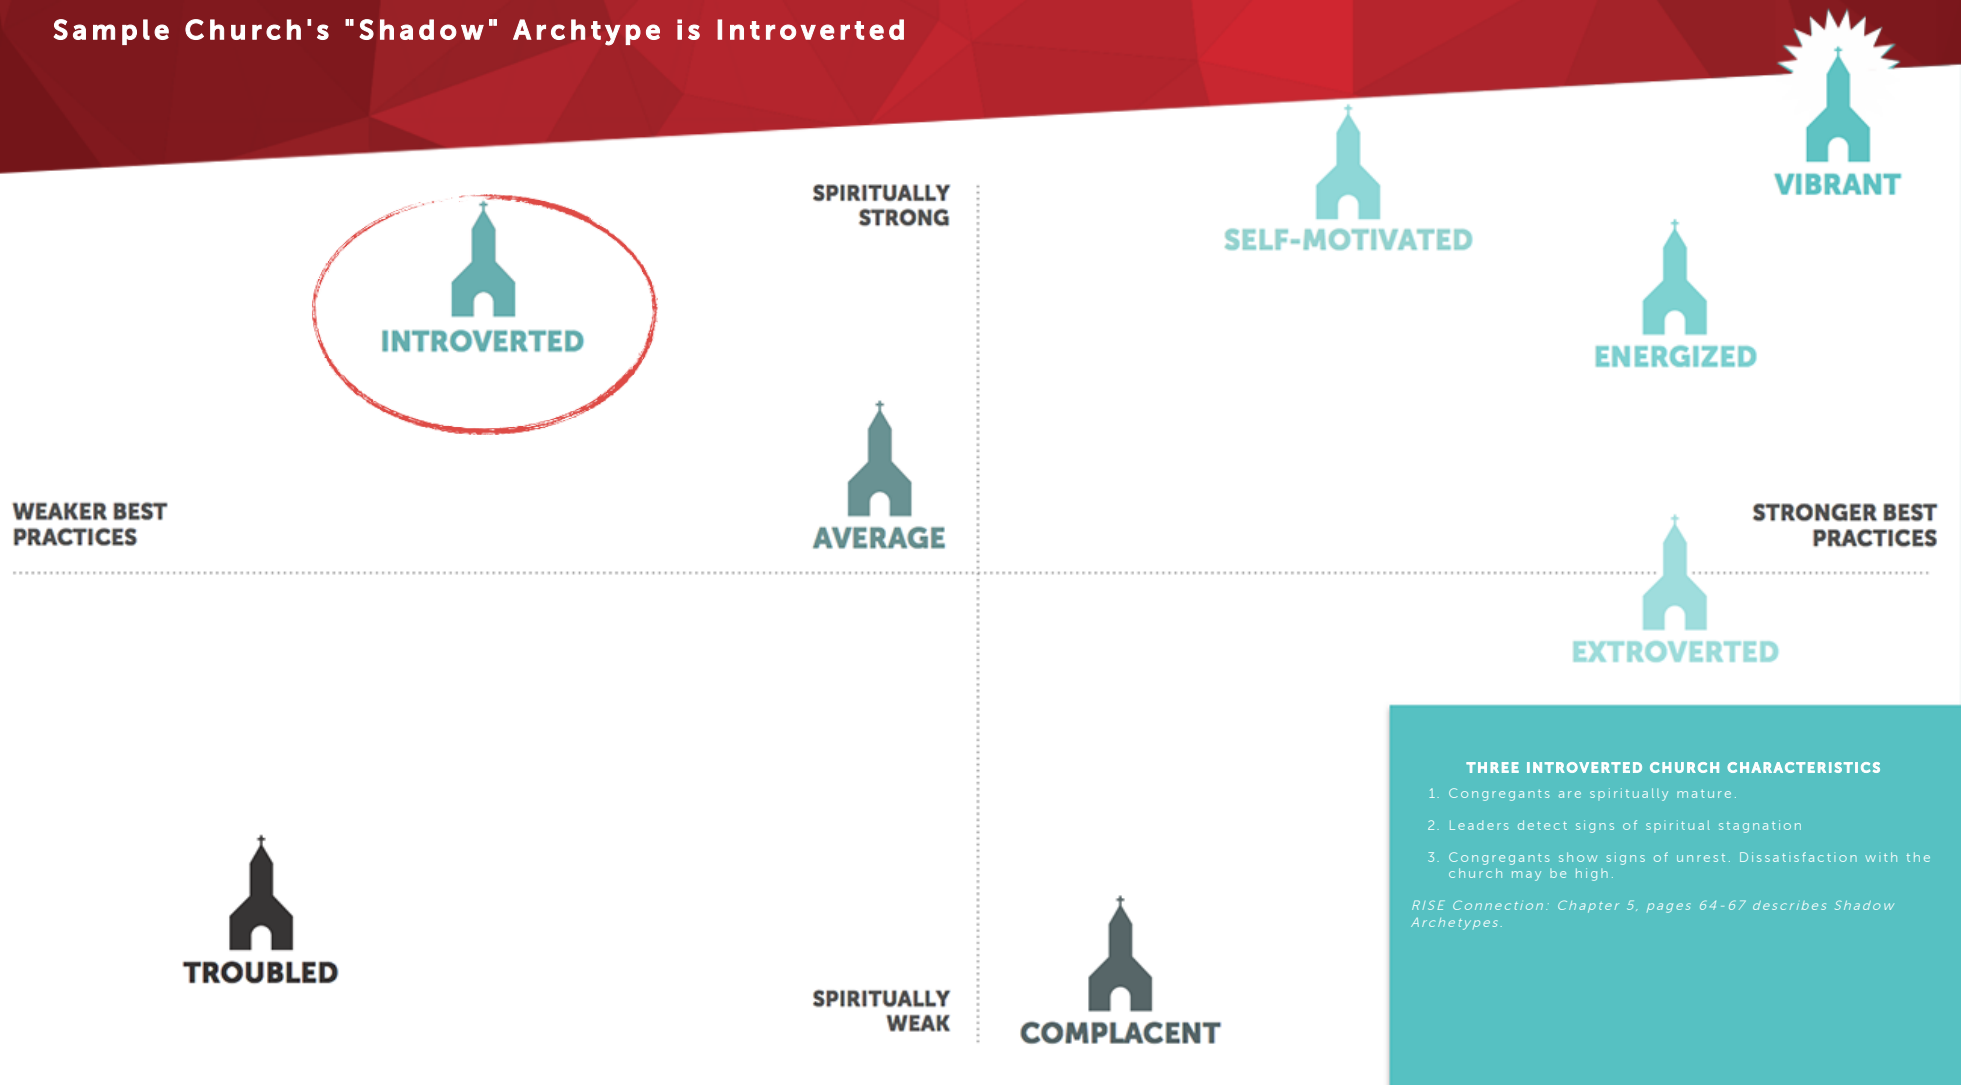 Sample Church's "Shadow" Archtype is Introverted
VIBRANT
SPIRITUALLY
STRONG
SELF-MOTIVATED
INTROVERTED
ENERGIZED
WEAKER BEST
PRACTICES
AVERAGE
STRONGER BEST
PRACTICES
EXTROVERTED
THREE INTROVERTED CHURCH CHARACTERISTICS
1. Congregants are spiritually mature.
2. Leaders detect signs of spiritual stagnation
3. Congregants show signs of unrest. Dissatisfaction with the
church may be high.
RISE Connection: Chapter 5, pages 64-67 describes Shadow
Archetypes.
TROUBLED
SPIRITUALLY
WEAK
COMPLACENT